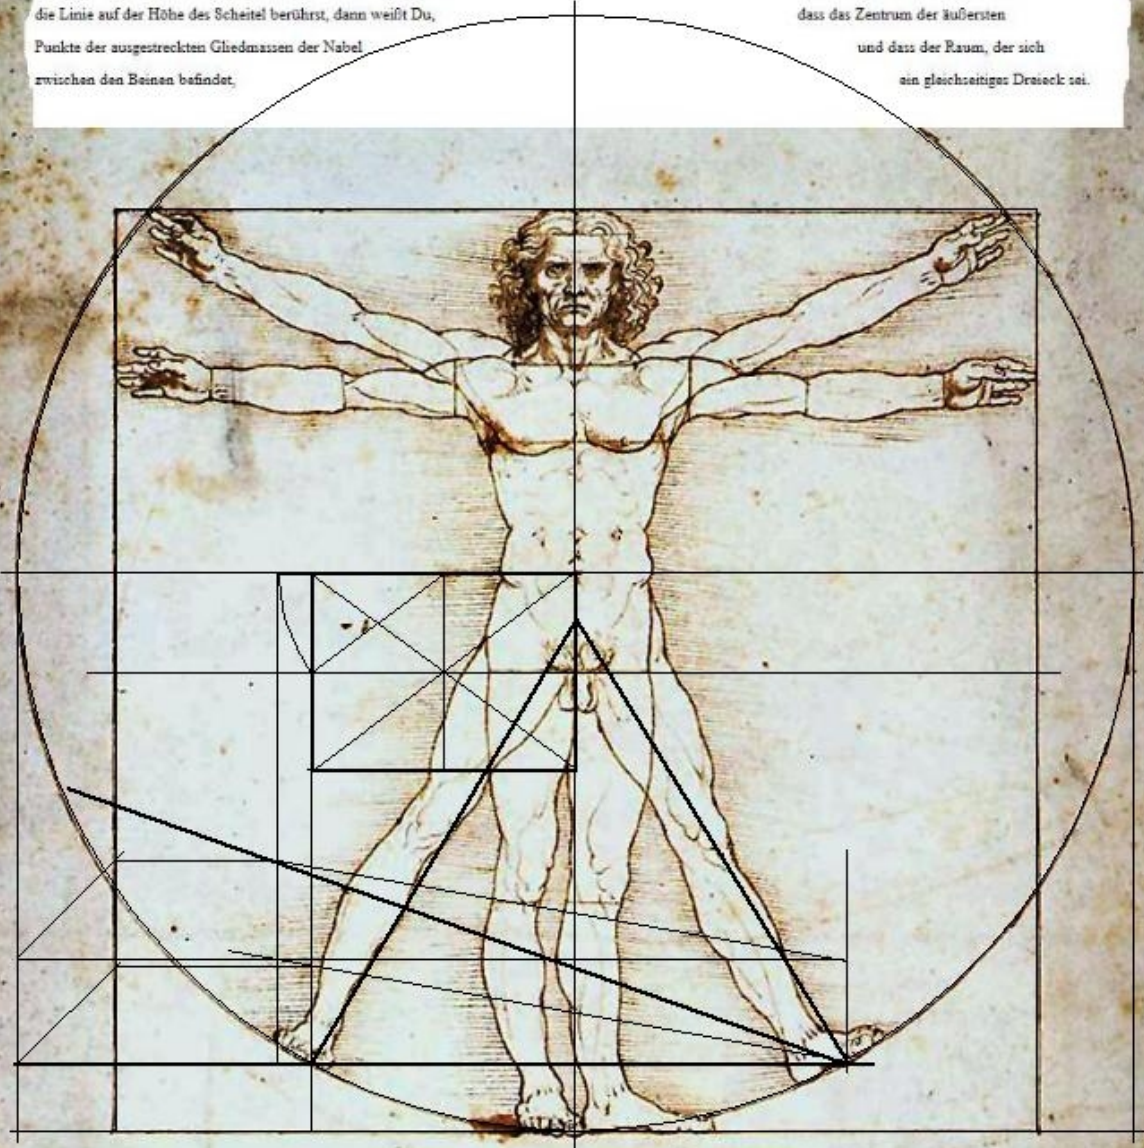 die Linie auf der Höhe des Scheitel berührst, dann weißt Du, dass das Zentrum der äußersten
Punkte der ausgestreckten Gliedmassen der Nabel und dass der Raum, der sich
zwischen den Beinen befindet, ein gleichseitiges Dreieck sei.